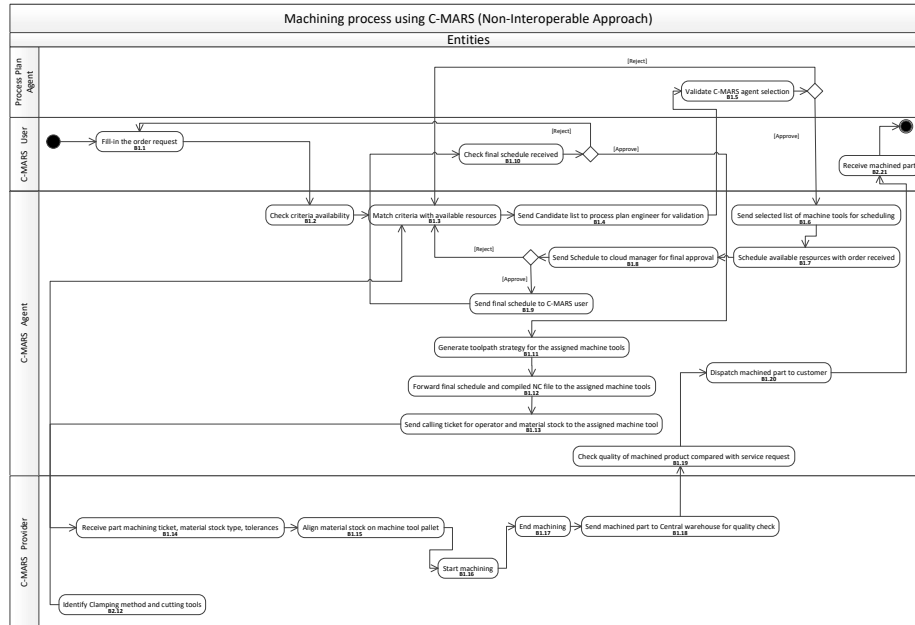 Machining process using C-MARS (Non-Interoperable Approach)
Entities
Process Plan
Agent
[Reject]
Validate C-MARS agent selection
B1.5
[Approve]
C-MARS User
Fill-in the order request
B1.1
[Reject]
Check final schedule received
B1.10
[Approve]
Receive machined part
B2.21
C-MARS Agent
Check criteria availability
B1.2
Match criteria with available resources
B1.3
Send Candidate list to process plan engineer for validation
B1.4
Send selected list of machine tools for scheduling
B1.6
[Reject]
Send Schedule to cloud manager for final approval
B1.8
Schedule available resources with order received
B1.7
[Approve]
Send final schedule to C-MARS user
B1.9
Generate toolpath strategy for the assigned machine tools
B1.11
Dispatch machined part to customer
B1.20
Forward final schedule and compiled NC file to the assigned machine tools
B1.12
Send calling ticket for operator and material stock to the assigned machine tool
B1.13
Check quality of machined product compared with service request
B1.19
C-MARS Provider
Receive part machining ticket, material stock type, tolerances
B1.14
Align material stock on machine tool pallet
B1.15
End machining
B1.17
Send machined part to Central warehouse for quality check
B1.18
Start machining
B1.16
Identify Clamping method and cutting tools
B2.12